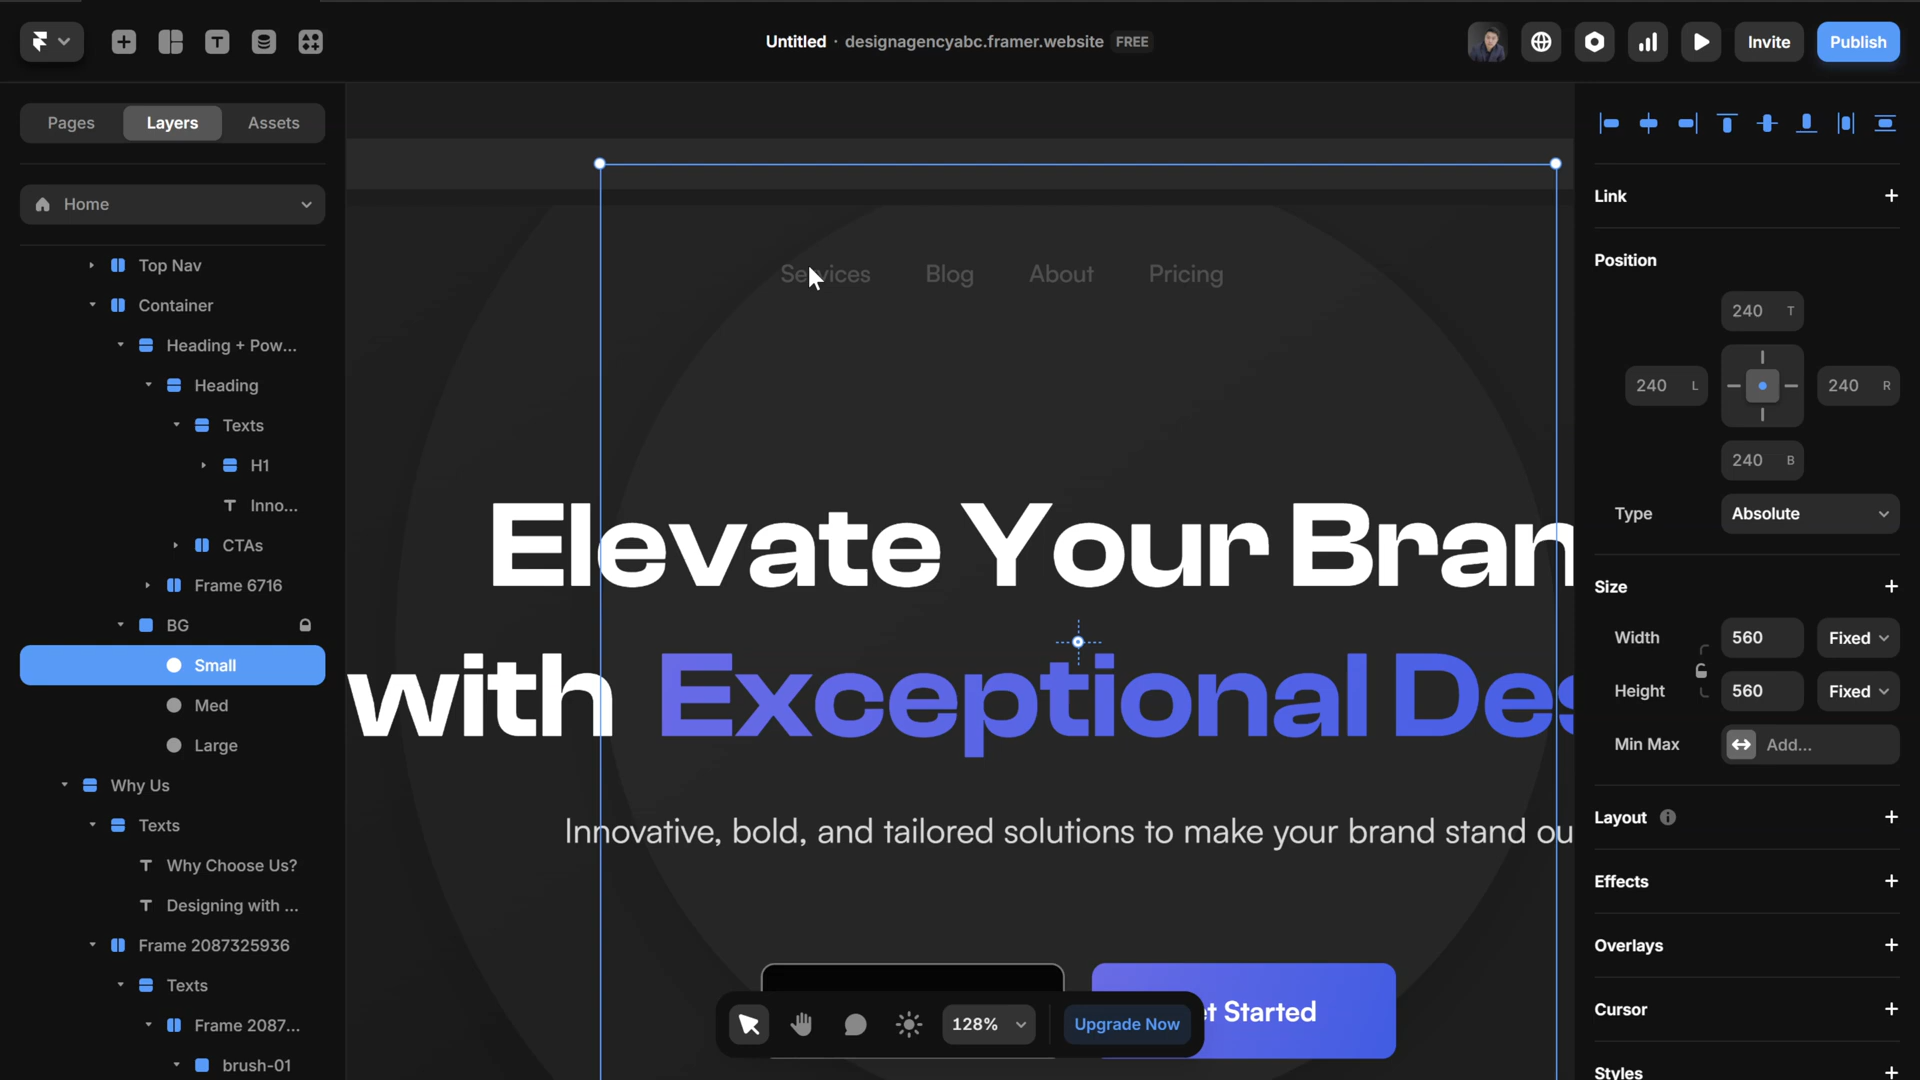 Untitled · designagencyabc.framer.website FREE
Invite
Publish
Pages
Layers
Assets
Home
Top Nav
Container
Heading + Pow...
Heading
Texts
H1
Inno...
CTAs
Frame 6716
BG
Small
Med
Large
Why Us
Texts
Why Choose Us?
Designing with ...
Frame 2087325936
Texts
Frame 2087...
brush-01
Services Blog About Pricing
Elevate Your Bran
with Exceptional Des
Innovative, bold, and tailored solutions to make your brand stand ou
t Started
128%
Upgrade Now
Link
Position
240 T
240 L
240 R
240 B
Type Absolute
Size
Width 560 Fixed
Height 560 Fixed
Min Max Add...
Layout
Effects
Overlays
Cursor
Styles